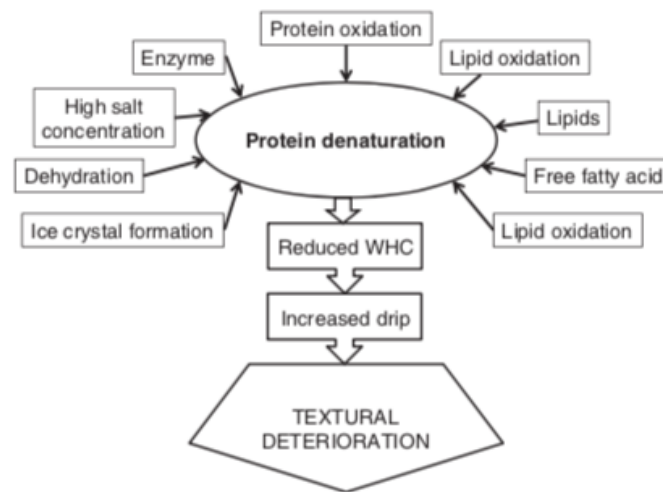 Protein oxidation
Enzyme
Lipid oxidation
High salt
concentration
Lipids
Protein denaturation
Dehydration
Free fatty acid
Ice crystal formation
Lipid oxidation
Reduced WHC
Increased drip
TEXTURAL
DETERIORATION